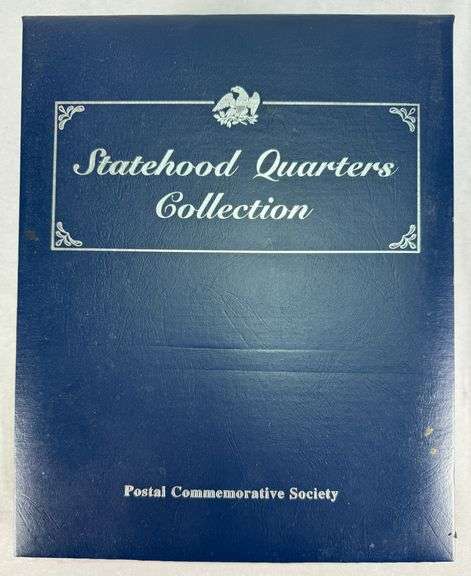 Statehood Quarters
Collection
Postal Commemorative Society